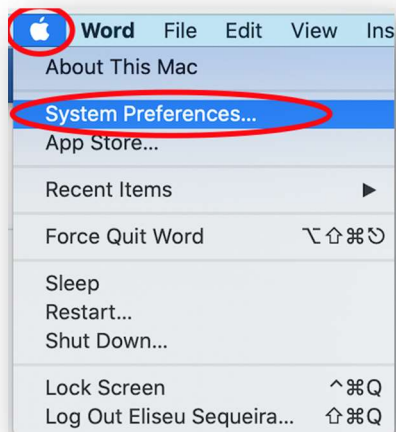 Word File Edit View Ins
About This Mac
System Preferences...
App Store...
Recent Items ▶
Force Quit Word ⌥⇧⌘⎋
Sleep
Restart...
Shut Down...
Lock Screen ^⌘Q
Log Out Eliseu Sequeira... ⇧⌘Q